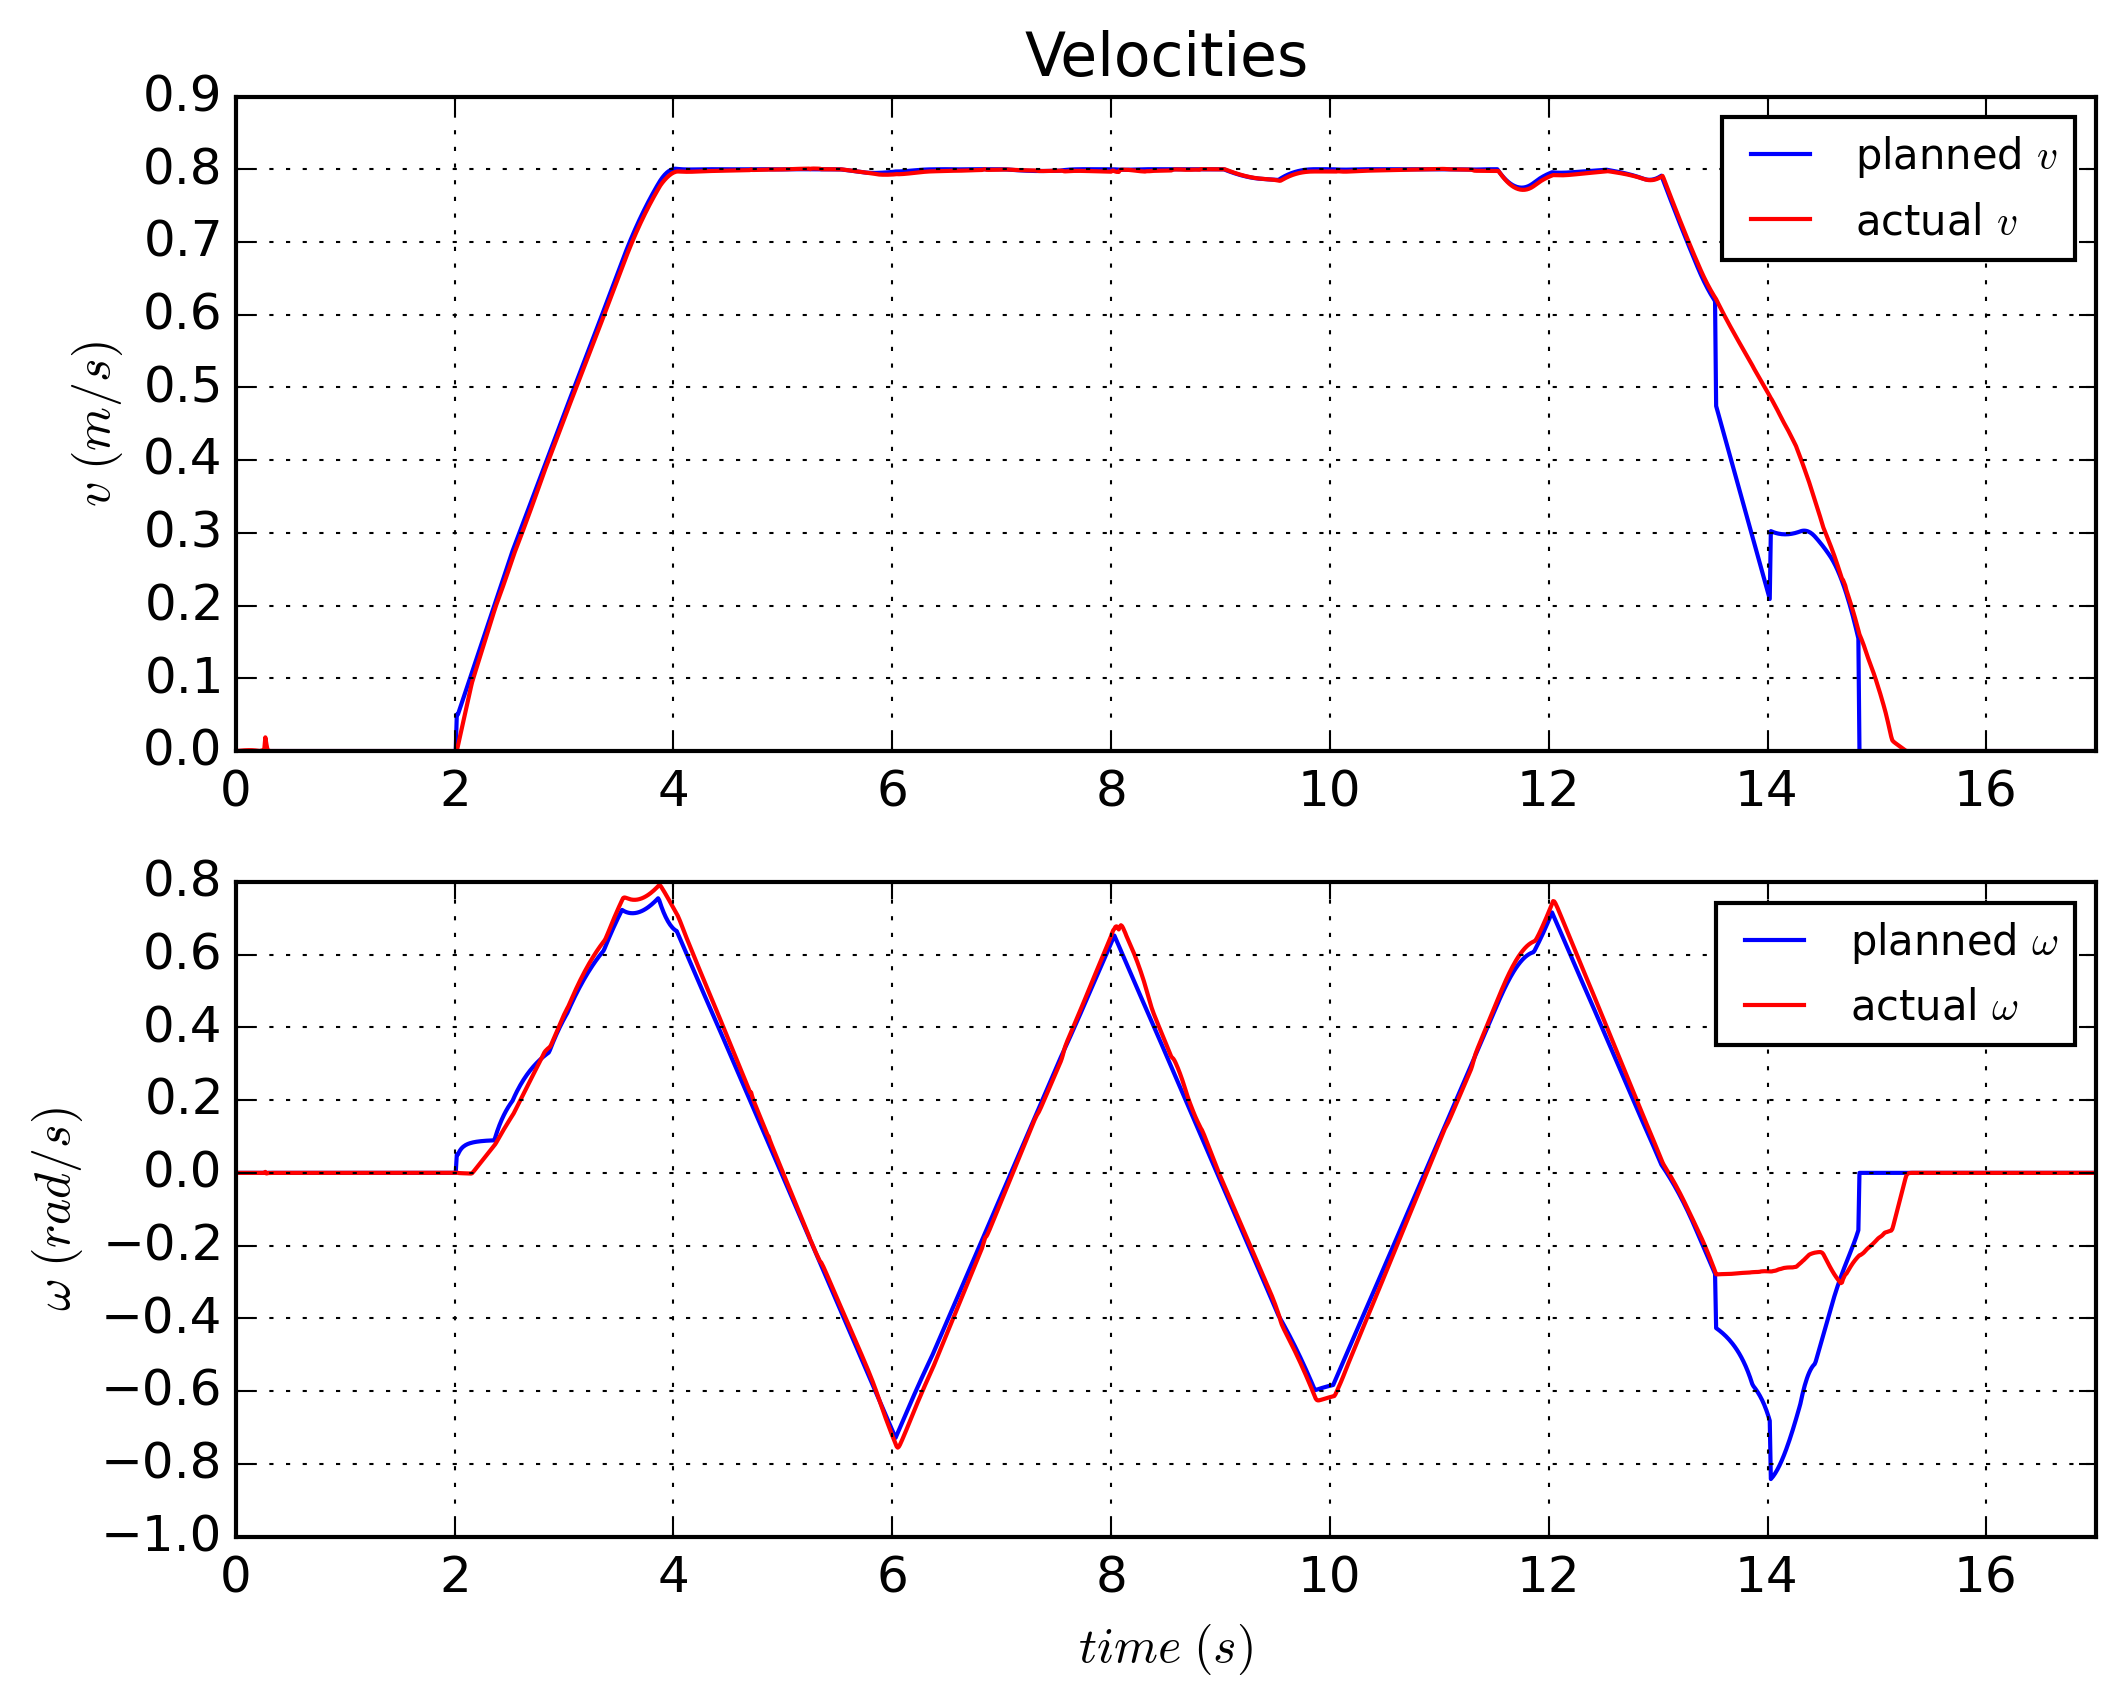 Velocities
0.9
0.8
0.7
0.6
0.5
0.4
0.3
0.2
0.1
0.0
v (m/s)
planned v
actual v
0 2 4 6 8 10 12 14 16
0.8
0.6
0.4
0.2
0.0
−0.2
−0.4
−0.6
−0.8
−1.0
ω (rad/s)
planned ω
actual ω
0 2 4 6 8 10 12 14 16
time (s)